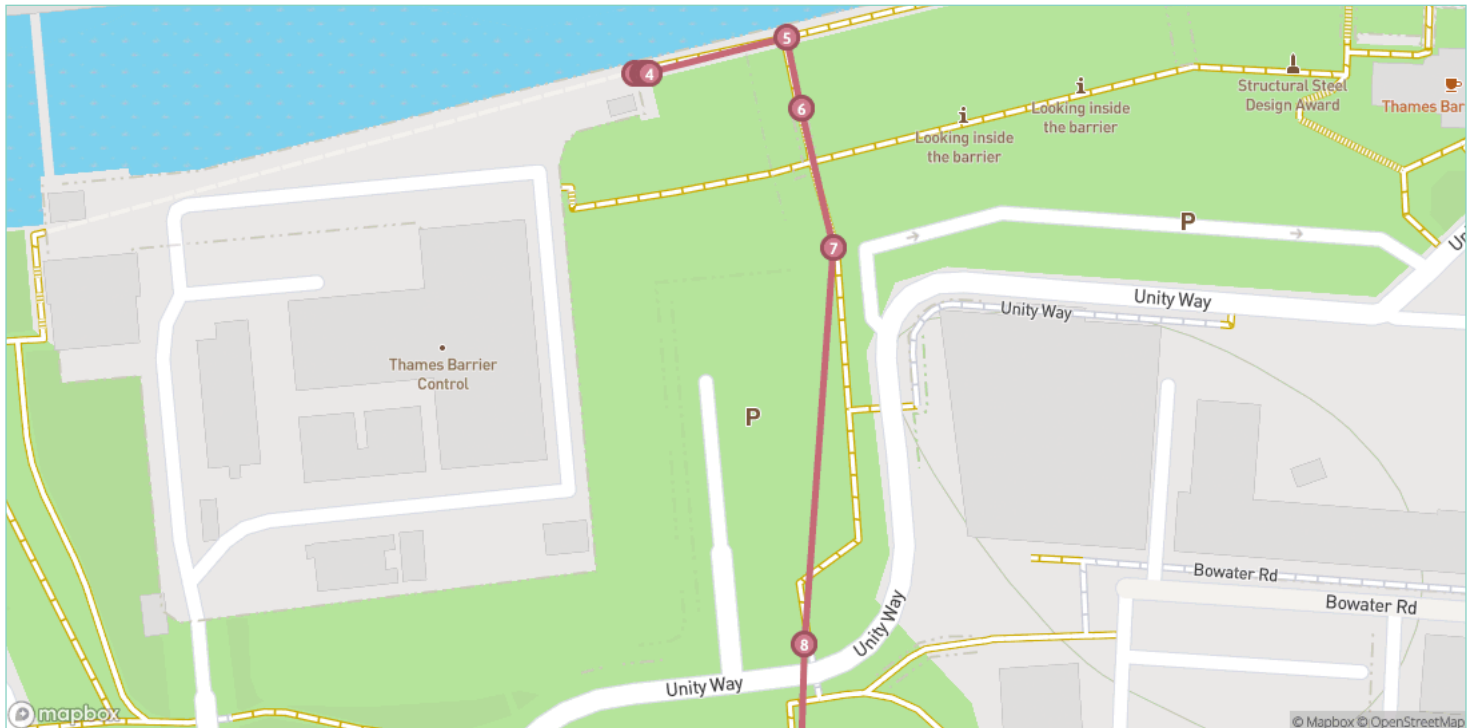 5
4
6
Structural Steel
Design Award
Thames Bar
i
Looking inside
the barrier
i
Looking inside
the barrier
P
7
Un
Unity Way
Unity Way
Thames Barrier
Control
P
Bowater Rd
Bowater Rd
Unity Way
8
Unity Way
mapbox
© Mapbox © OpenStreetMap